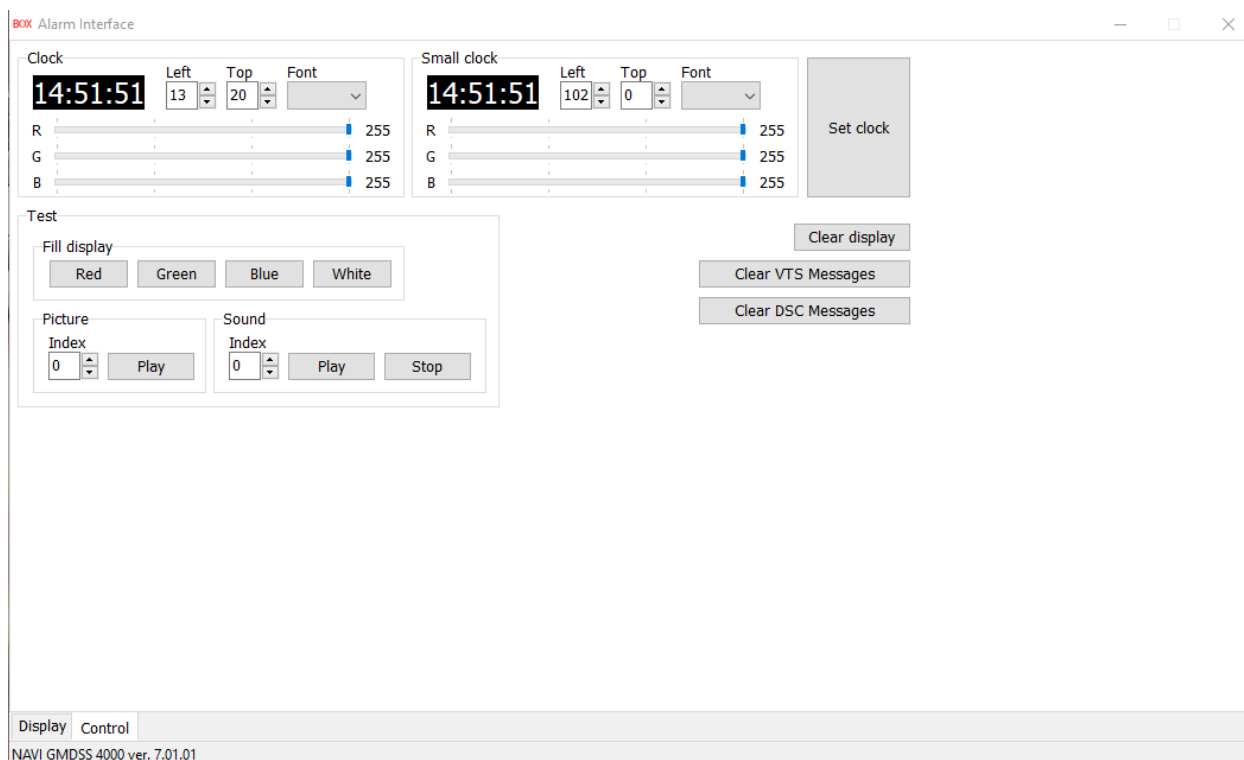 BOX Alarm Interface
Clock
14:51:51
Left Top Font
13 20
R 255
G 255
B 255
Small clock
14:51:51
Left Top Font
102 0
R 255
G 255
B 255
Set clock
Test
Fill display
Red Green Blue White
Picture
Index
0 Play
Sound
Index
0 Play Stop
Clear display
Clear VTS Messages
Clear DSC Messages
Display Control
NAVI GMDSS 4000 ver. 7.01.01